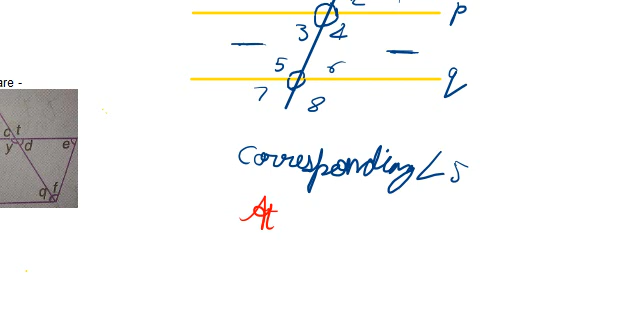 p
3 4
are -
5 6
q
7 8
c t
y d e
Corresponding ∠s
q f
At